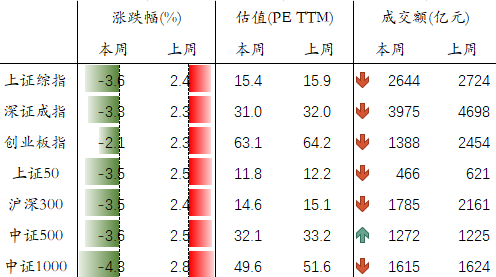 涨跌幅(%) 估值(PE TTM) 成交额(亿元)
本周 上周 本周 上周 本周 上周
上证综指 -3.6 2.4 15.4 15.9 2644 2724
深证成指 -3.3 2.3 31.0 32.0 3975 4698
创业板指 -2.1 2.3 63.1 64.2 1388 2454
上证50 -3.5 2.5 11.8 12.2 466 621
沪深300 -3.5 2.4 14.6 15.1 1785 2161
中证500 -3.6 2.5 32.1 33.2 1272 1225
中证1000 -4.3 2.8 49.6 51.6 1615 1624